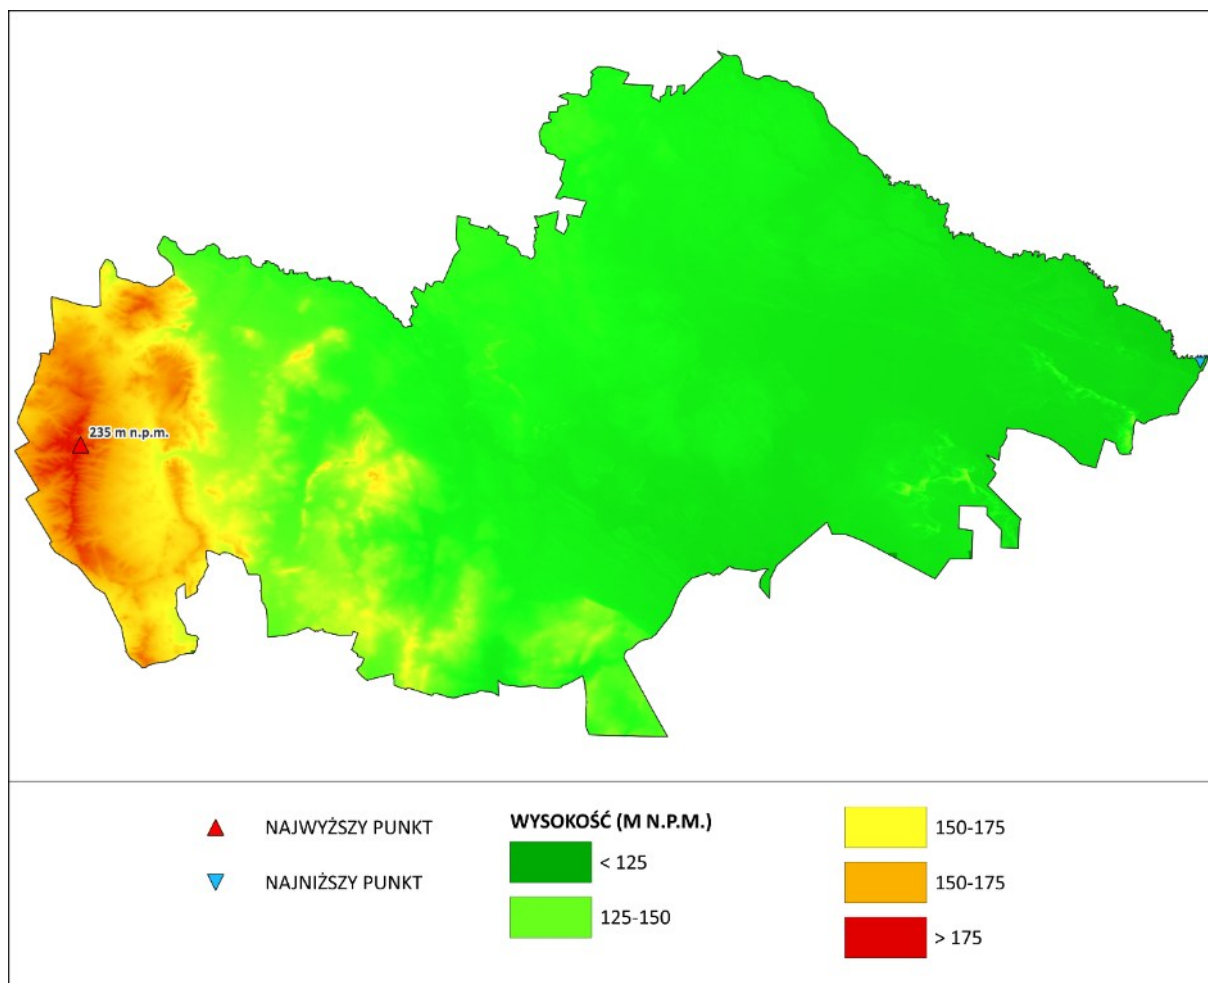 235 m n.p.m.
NAJWYŻSZY PUNKT
NAJNIŻSZY PUNKT
WYSOKOŚĆ (M N.P.M.)
< 125
125-150
150-175
150-175
> 175